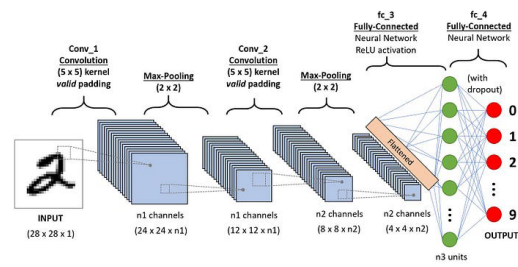 fc_3
Fully-Connected
Neural Network
ReLU activation
fc_4
Fully-Connected
Neural Network
Conv_1
Convolution
(5 x 5) kernel
valid padding
Max-Pooling
(2 x 2)
Conv_2
Convolution
(5 x 5) kernel
valid padding
Max-Pooling
(2 x 2)
(with
dropout)
Flattened
0
1
2
9
INPUT
(28 x 28 x 1)
n1 channels
(24 x 24 x n1)
n1 channels
(12 x 12 x n1)
n2 channels
(8 x 8 x n2)
n2 channels
(4 x 4 x n2)
n3 units
OUTPUT
2